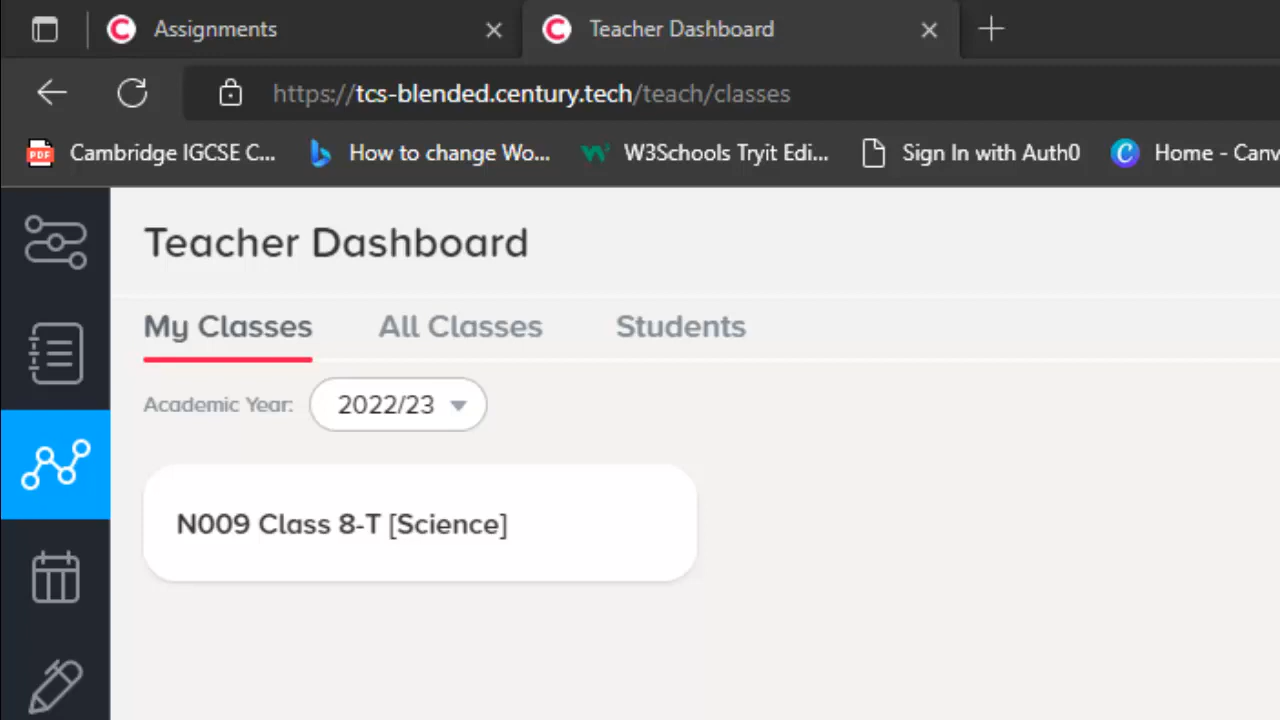 Assignments
Teacher Dashboard
https://tcs-blended.century.tech/teach/classes
PDF Cambridge IGCSE C... How to change Wo... W3Schools Tryit Edi... Sign In with Auth0 Home - Canv
Teacher Dashboard
My Classes All Classes Students
Academic Year: 2022/23
N009 Class 8-T [Science]